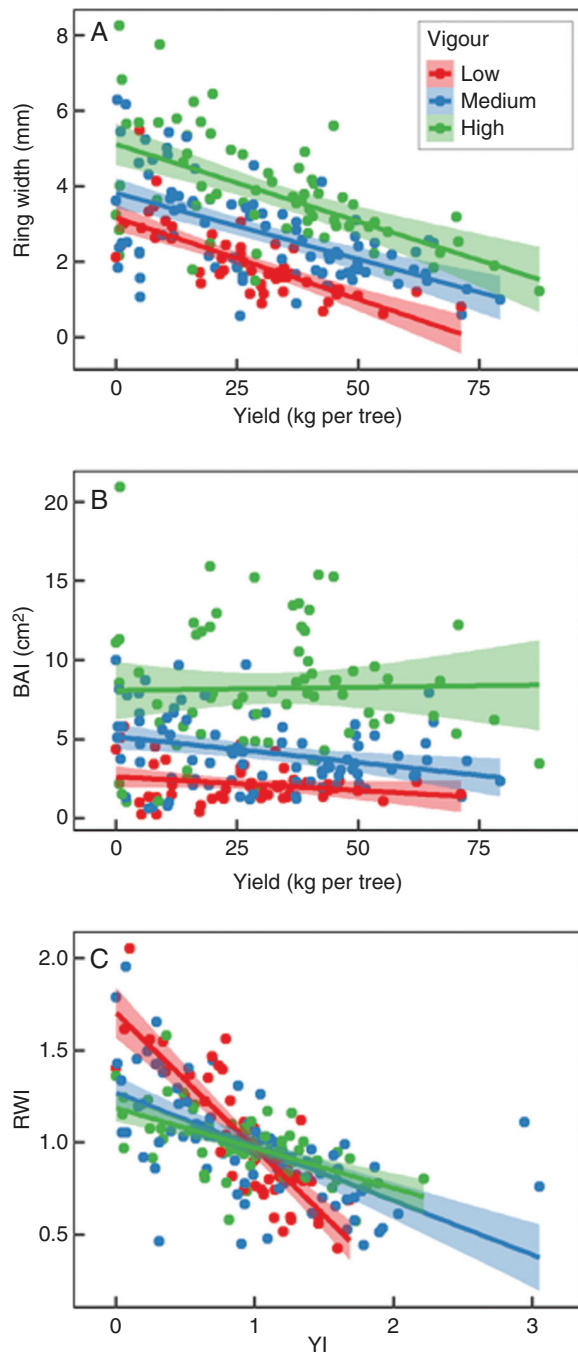 A
Vigour
Low
Medium
High
8
6
4
2
0
Ring width (mm)
0 25 50 75
Yield (kg per tree)
B
20
15
10
5
0
BAI (cm²)
0 25 50 75
Yield (kg per tree)
C
2.0
1.5
1.0
0.5
RWI
0 1 2 3
YI